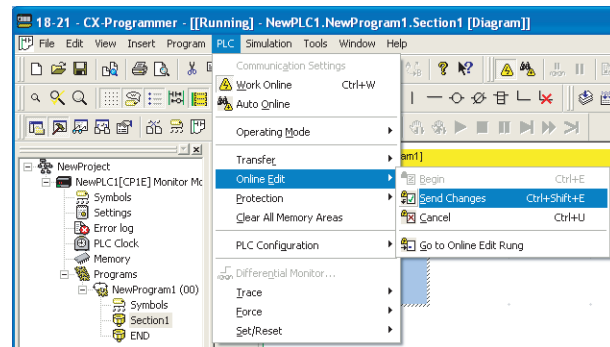 18-21 - CX-Programmer - [[Running] - NewPLC1.NewProgram1.Section1 [Diagram]]
File Edit View Insert Program PLC Simulation Tools Window Help
Communication Settings
Work Online Ctrl+W
Auto Online
Operating Mode
Transfer
Online Edit
Protection
Clear All Memory Areas
PLC Configuration
Differential Monitor...
Trace
Force
Set/Reset
am1]
Begin Ctrl+E
Send Changes Ctrl+Shift+E
Cancel Ctrl+U
Go to Online Edit Rung
NewProject
NewPLC1[CP1E] Monitor Mo
Symbols
Settings
Error log
PLC Clock
Memory
Programs
NewProgram1 (00)
Symbols
Section1
END